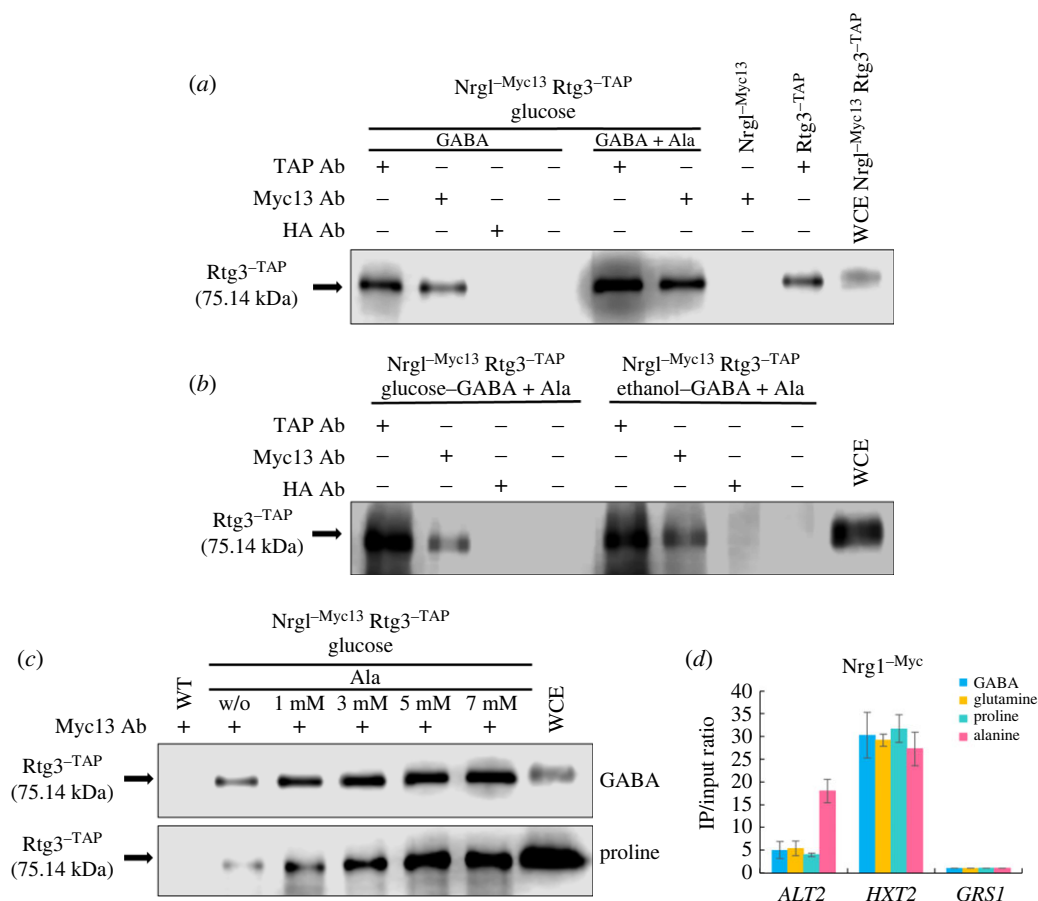 (a)
Nrgl–Myc13 Rtg3–TAP
glucose
GABA
GABA + Ala
Nrgl–Myc13
Rtg3–TAP
WCE Nrgl–Myc13 Rtg3–TAP
TAP Ab + – – – + – – +
Myc13 Ab – + – – – + + –
HA Ab – – + – – – – –
Rtg3–TAP
(75.14 kDa)
(b)
Nrgl–Myc13 Rtg3–TAP
glucose–GABA + Ala
Nrgl–Myc13 Rtg3–TAP
ethanol–GABA + Ala
WCE
TAP Ab + – – – + – – –
Myc13 Ab – + – – – + – –
HA Ab – – + – – – + –
Rtg3–TAP
(75.14 kDa)
(c)
Nrgl–Myc13 Rtg3–TAP
glucose
Ala
WT
w/o 1 mM 3 mM 5 mM 7 mM
WCE
Myc13 Ab + + + + + +
Rtg3–TAP
(75.14 kDa)
GABA
Rtg3–TAP
(75.14 kDa)
proline
(d)
Nrg1–Myc
GABA
glutamine
proline
alanine
IP/input ratio
40
35
30
25
20
15
10
5
0
ALT2 HXT2 GRS1